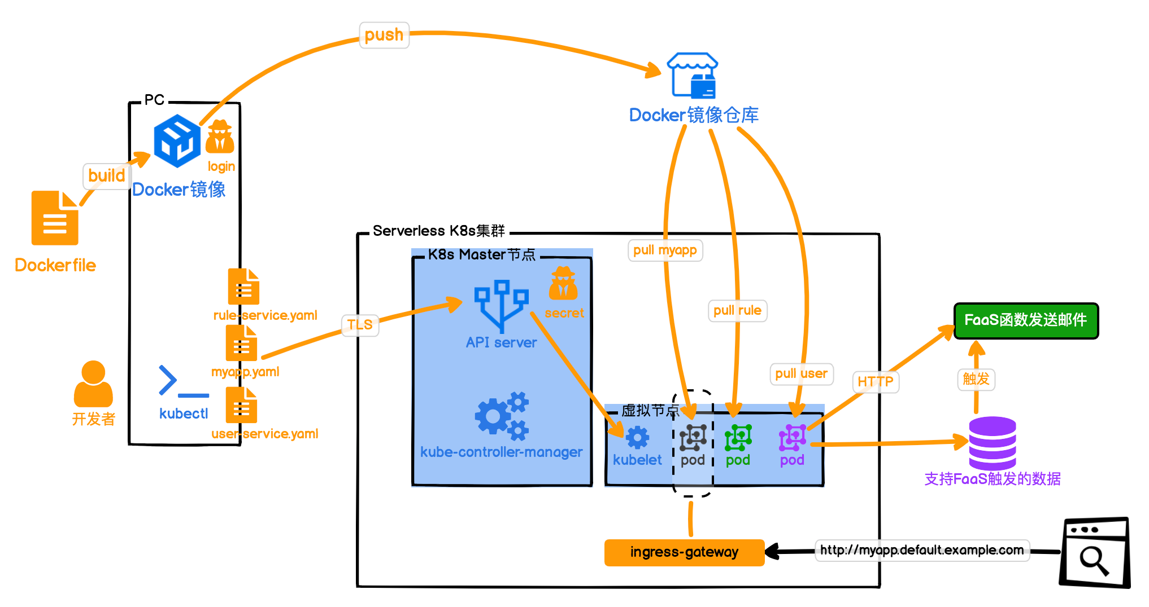 push
Docker镜像仓库
PC
login
build
Docker镜像
Dockerfile
rule-service.yaml
myapp.yaml
user-service.yaml
开发者
kubectl
TLS
Serverless K8s集群
K8s Master节点
secret
API server
kube-controller-manager
pull myapp
pull rule
pull user
虚拟节点
kubelet
pod
pod
pod
HTTP
FaaS函数发送邮件
触发
支持FaaS触发的数据
ingress-gateway
http://myapp.default.example.com